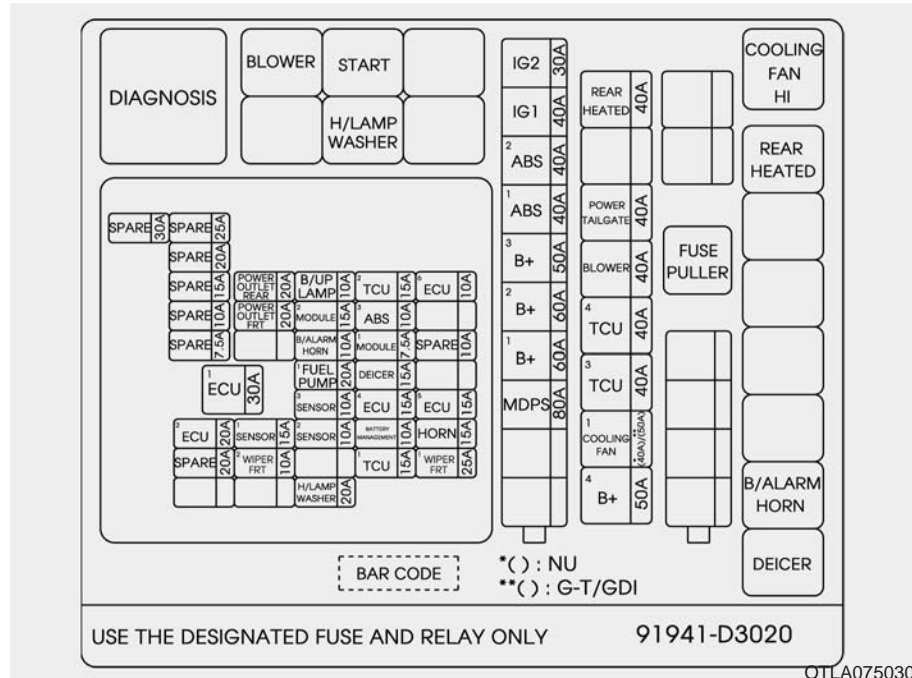 DIAGNOSIS
BLOWER
START
H/LAMP
WASHER
IG2 30A
IG1 40A
2 ABS 40A
1 ABS 40A
3 B+ 50A
2 B+ 60A
1 B+ 60A
MDPS 80A
REAR
HEATED 40A
POWER
TAILGATE 40A
BLOWER 40A
4 TCU 40A
3 TCU 40A
1 COOLING
FAN *(40A)/**(50A)
4 B+ 50A
FUSE
PULLER
COOLING
FAN
HI
REAR
HEATED
B/ALARM
HORN
DEICER
SPARE 30A SPARE 25A
SPARE 20A
SPARE 15A
POWER
OUTLET
REAR 20A
B/UP
LAMP 10A
2 TCU 15A
6 ECU 10A
SPARE 10A
POWER
OUTLET
FRT 20A
2 MODULE 15A
3 ABS 10A
SPARE 7.5A
B/ALARM
HORN 10A
1 MODULE 7.5A
SPARE 10A
1 ECU 30A
1 FUEL
PUMP 20A
DEICER 15A
3 SENSOR 10A
4 ECU 15A
5 ECU 15A
2 ECU 20A
1 SENSOR 15A
2 SENSOR 10A
BATTERY
MANAGEMENT 10A
HORN 15A
SPARE 20A
2 WIPER
FRT 10A
1 TCU 15A
1 WIPER
FRT 25A
H/LAMP
WASHER 20A
BAR CODE
*( ) : NU
**( ) : G-T/GDI
USE THE DESIGNATED FUSE AND RELAY ONLY 91941-D3020
OTLA075030